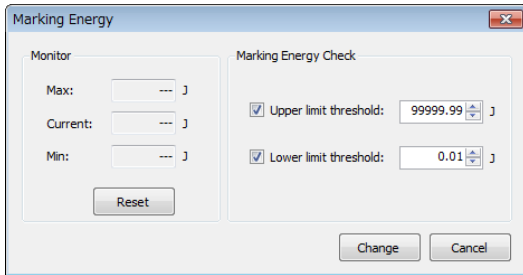 Marking Energy
Monitor
Max: --- J
Current: --- J
Min: --- J
Reset
Marking Energy Check
Upper limit threshold: 99999.99 J
Lower limit threshold: 0.01 J
Change Cancel